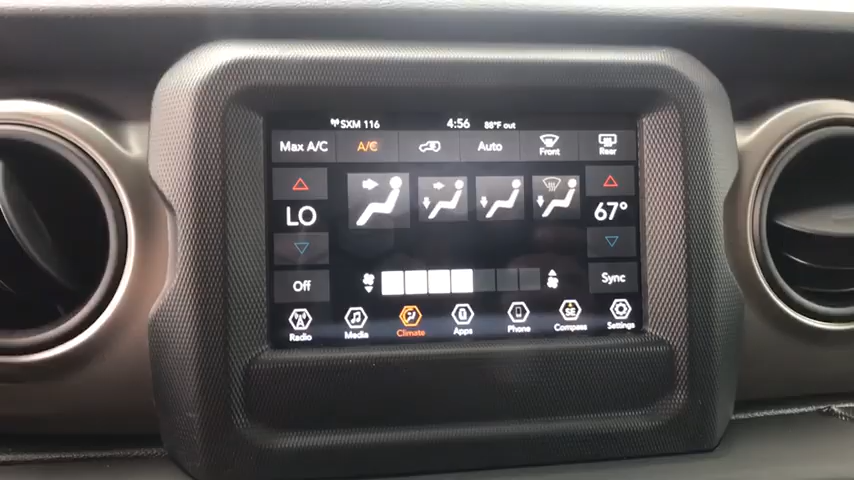 SXM 116 4:56 88°F out
Max A/C A/C Auto Front Rear
LO 67°
Off Sync
Radio Media Climate Apps Phone SE Compass Settings